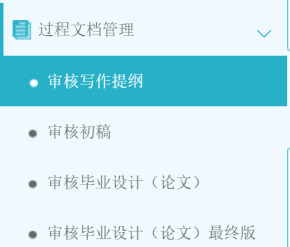 过程文档管理
审核写作提纲
审核初稿
审核毕业设计（论文）
审核毕业设计（论文）最终版